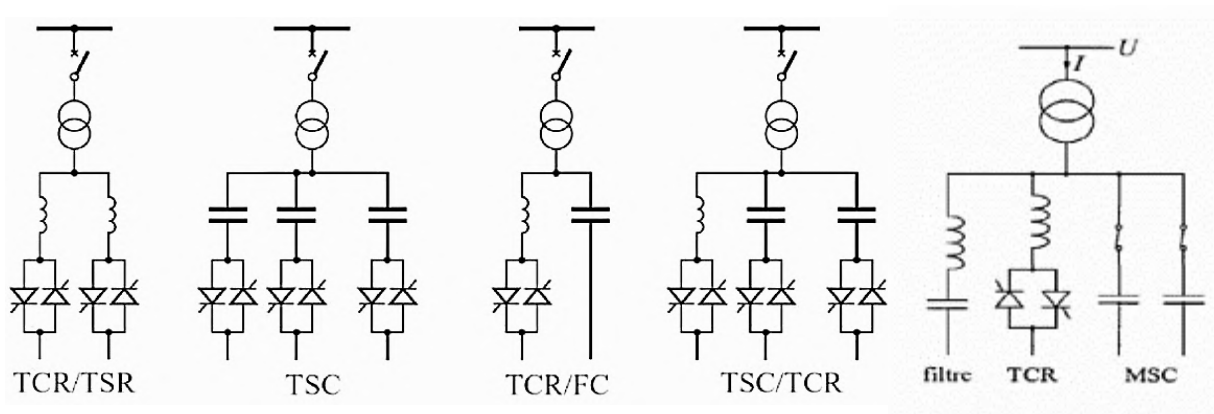 U
I
TCR/TSR
TSC
TCR/FC
TSC/TCR
filtre TCR MSC